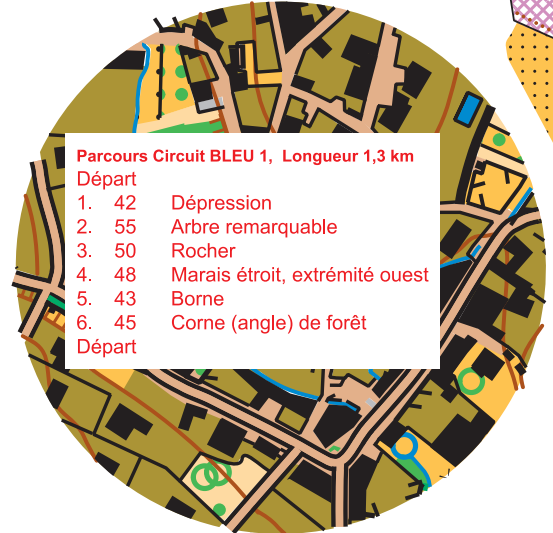 Parcours Circuit BLEU 1, Longueur 1,3 km
Départ
1. 42 Dépression
2. 55 Arbre remarquable
3. 50 Rocher
4. 48 Marais étroit, extrémité ouest
5. 43 Borne
6. 45 Corne (angle) de forêt
Départ